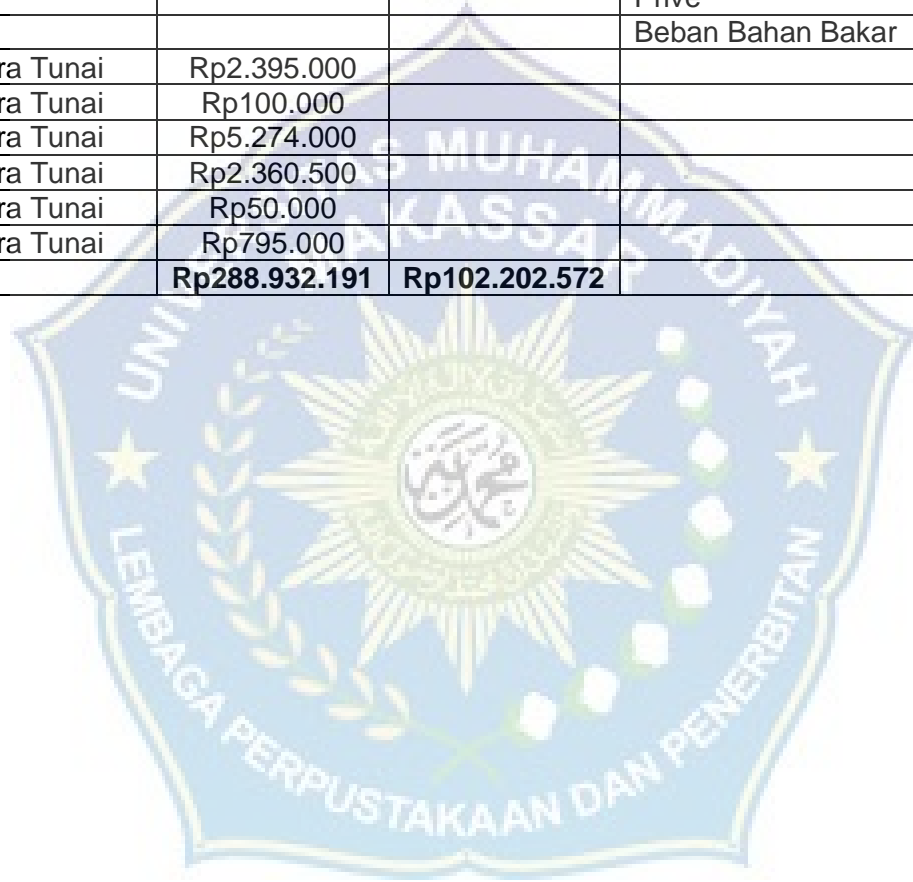 Prive
Beban Bahan Bakar
ra Tunai Rp2.395.000
ra Tunai Rp100.000
ra Tunai Rp5.274.000
ra Tunai Rp2.360.500
ra Tunai Rp50.000
ra Tunai Rp795.000
Rp288.932.191 Rp102.202.572
UNIVERSITAS MUHAMMADIYAH
MAKASSAR
LEMBAGA PERPUSTAKAAN DAN PENERBITAN